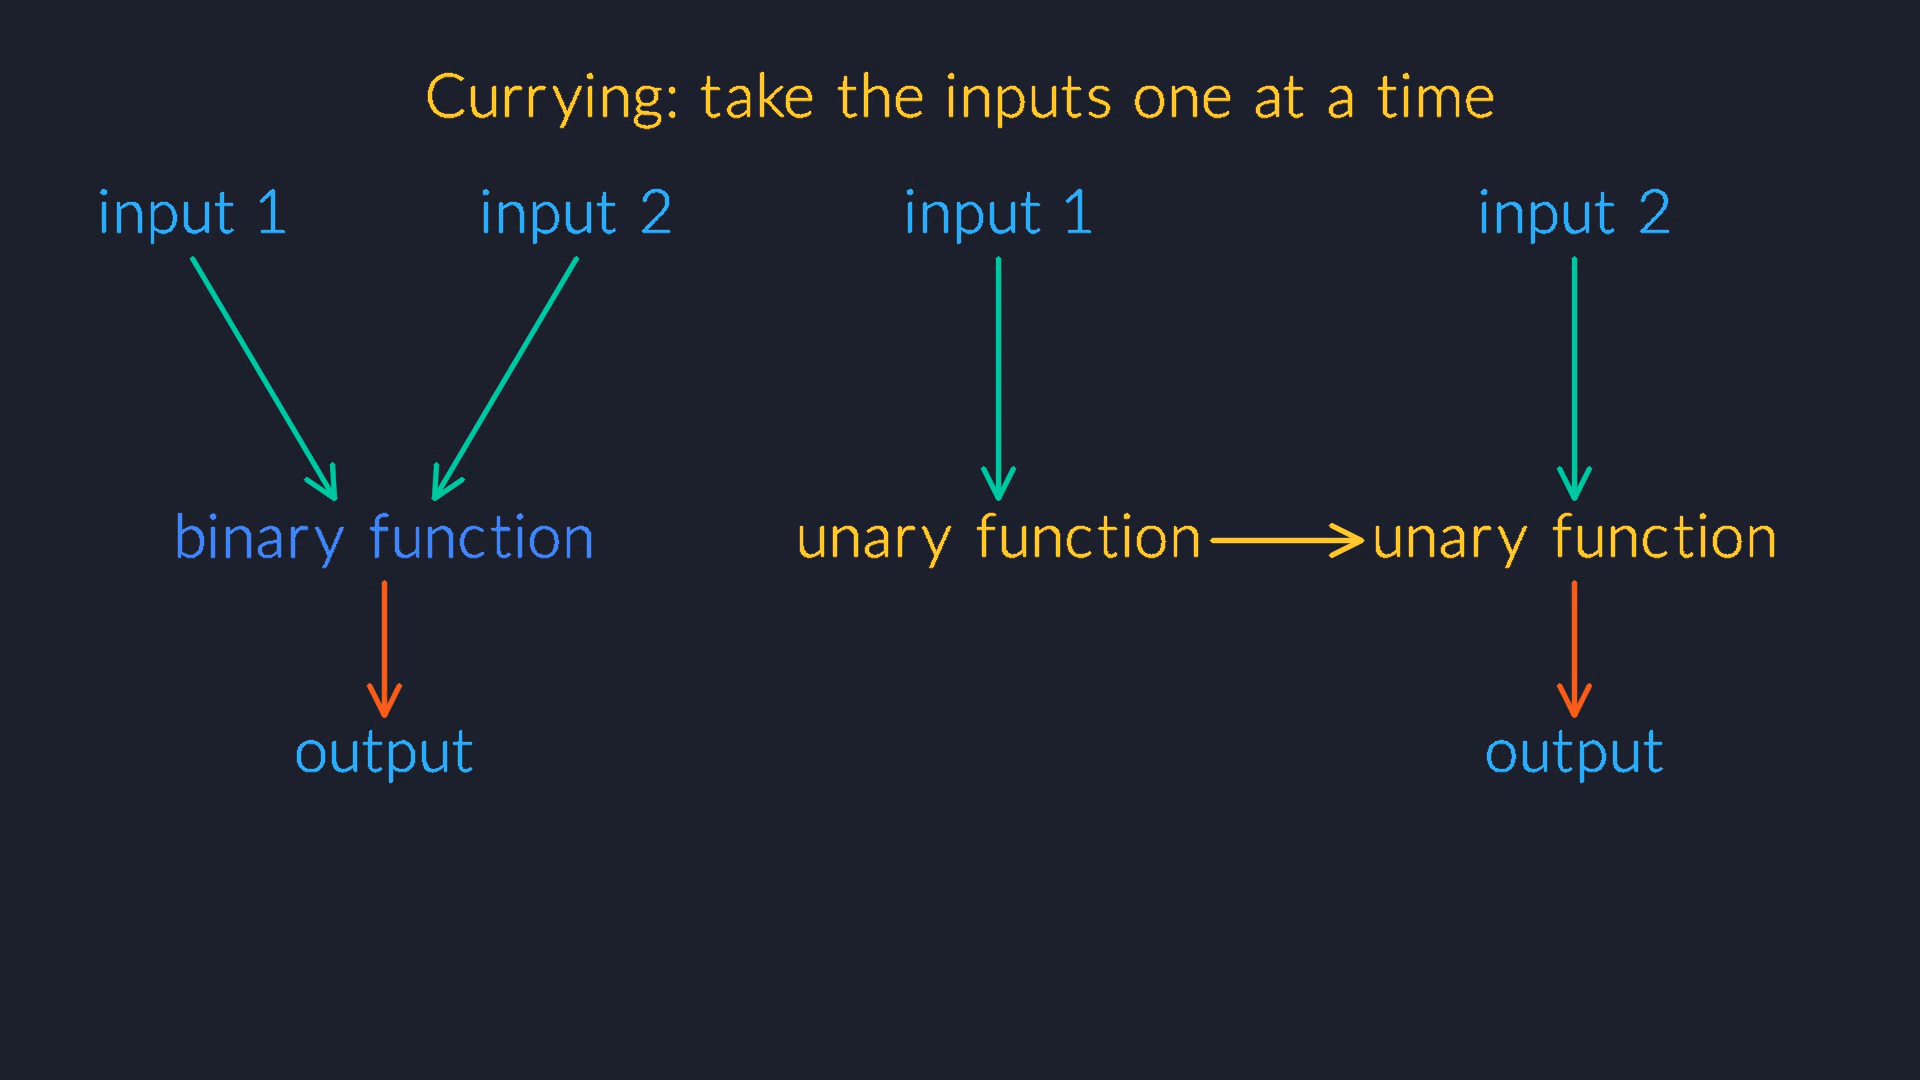 Currying: take the inputs one at a time
input 1
input 2
input 1
input 2
binary function
unary function
unary function
output
output